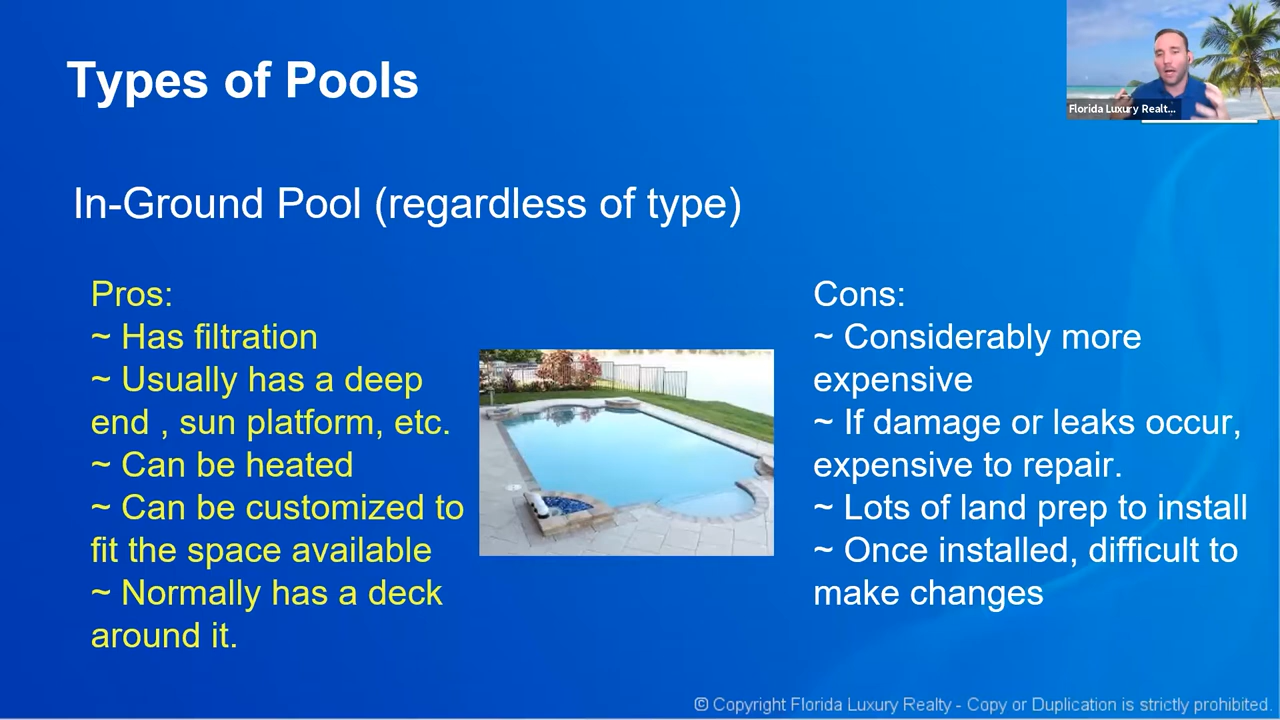 Types of Pools
Florida Luxury Realt...
In-Ground Pool (regardless of type)
Pros:
~ Has filtration
~ Usually has a deep
end , sun platform, etc.
~ Can be heated
~ Can be customized to
fit the space available
~ Normally has a deck
around it.
Cons:
~ Considerably more
expensive
~ If damage or leaks occur,
expensive to repair.
~ Lots of land prep to install
~ Once installed, difficult to
make changes
© Copyright Florida Luxury Realty - Copy or Duplication is strictly prohibited.